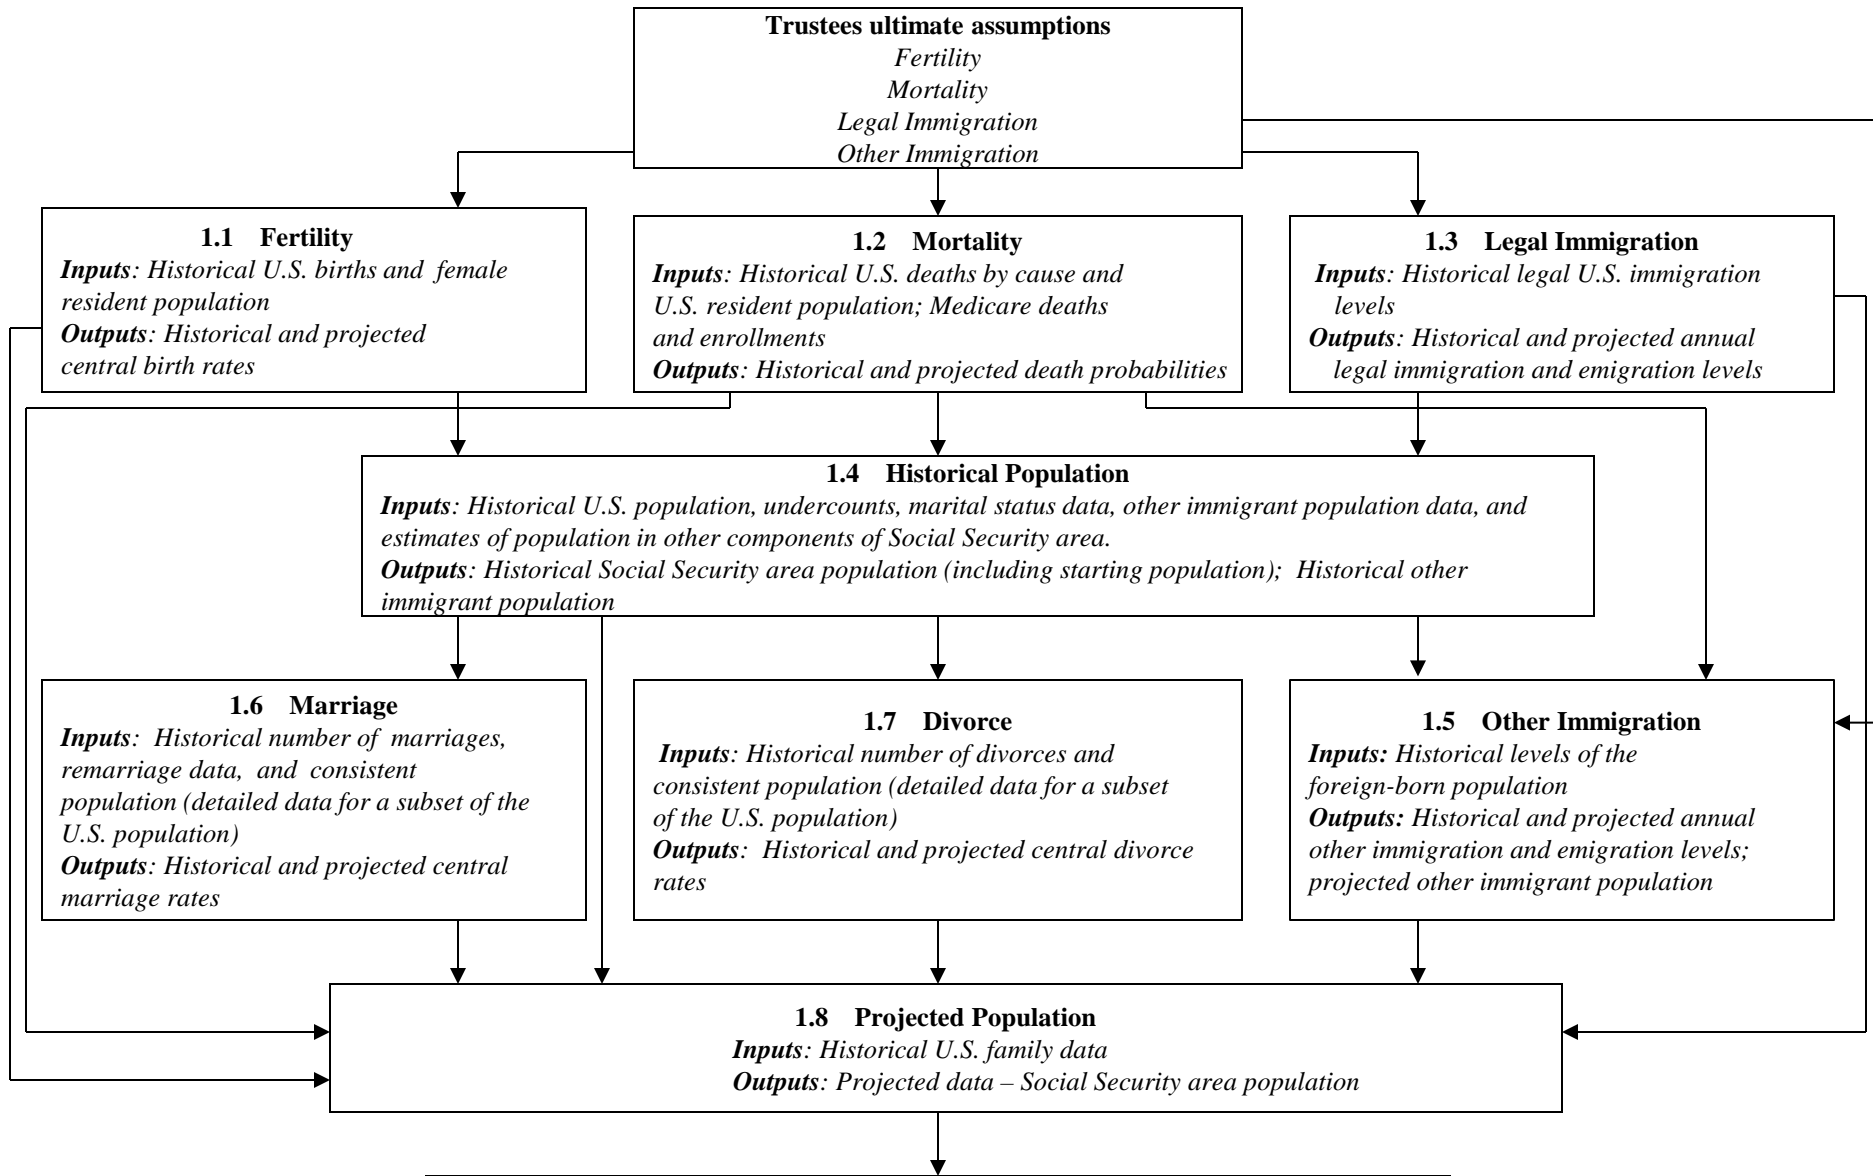 Trustees ultimate assumptions
Fertility
Mortality
Legal Immigration
Other Immigration
1.1 Fertility
Inputs: Historical U.S. births and female
resident population
Outputs: Historical and projected
central birth rates
1.2 Mortality
Inputs: Historical U.S. deaths by cause and
U.S. resident population; Medicare deaths
and enrollments
Outputs: Historical and projected death probabilities
1.3 Legal Immigration
Inputs: Historical legal U.S. immigration
levels
Outputs: Historical and projected annual
legal immigration and emigration levels
1.4 Historical Population
Inputs: Historical U.S. population, undercounts, marital status data, other immigrant population data, and
estimates of population in other components of Social Security area.
Outputs: Historical Social Security area population (including starting population); Historical other
immigrant population
1.6 Marriage
Inputs: Historical number of marriages,
remarriage data, and consistent
population (detailed data for a subset of the
U.S. population)
Outputs: Historical and projected central
marriage rates
1.7 Divorce
Inputs: Historical number of divorces and
consistent population (detailed data for a subset
of the U.S. population)
Outputs: Historical and projected central divorce
rates
1.5 Other Immigration
Inputs: Historical levels of the
foreign-born population
Outputs: Historical and projected annual
other immigration and emigration levels;
projected other immigrant population
1.8 Projected Population
Inputs: Historical U.S. family data
Outputs: Projected data – Social Security area population